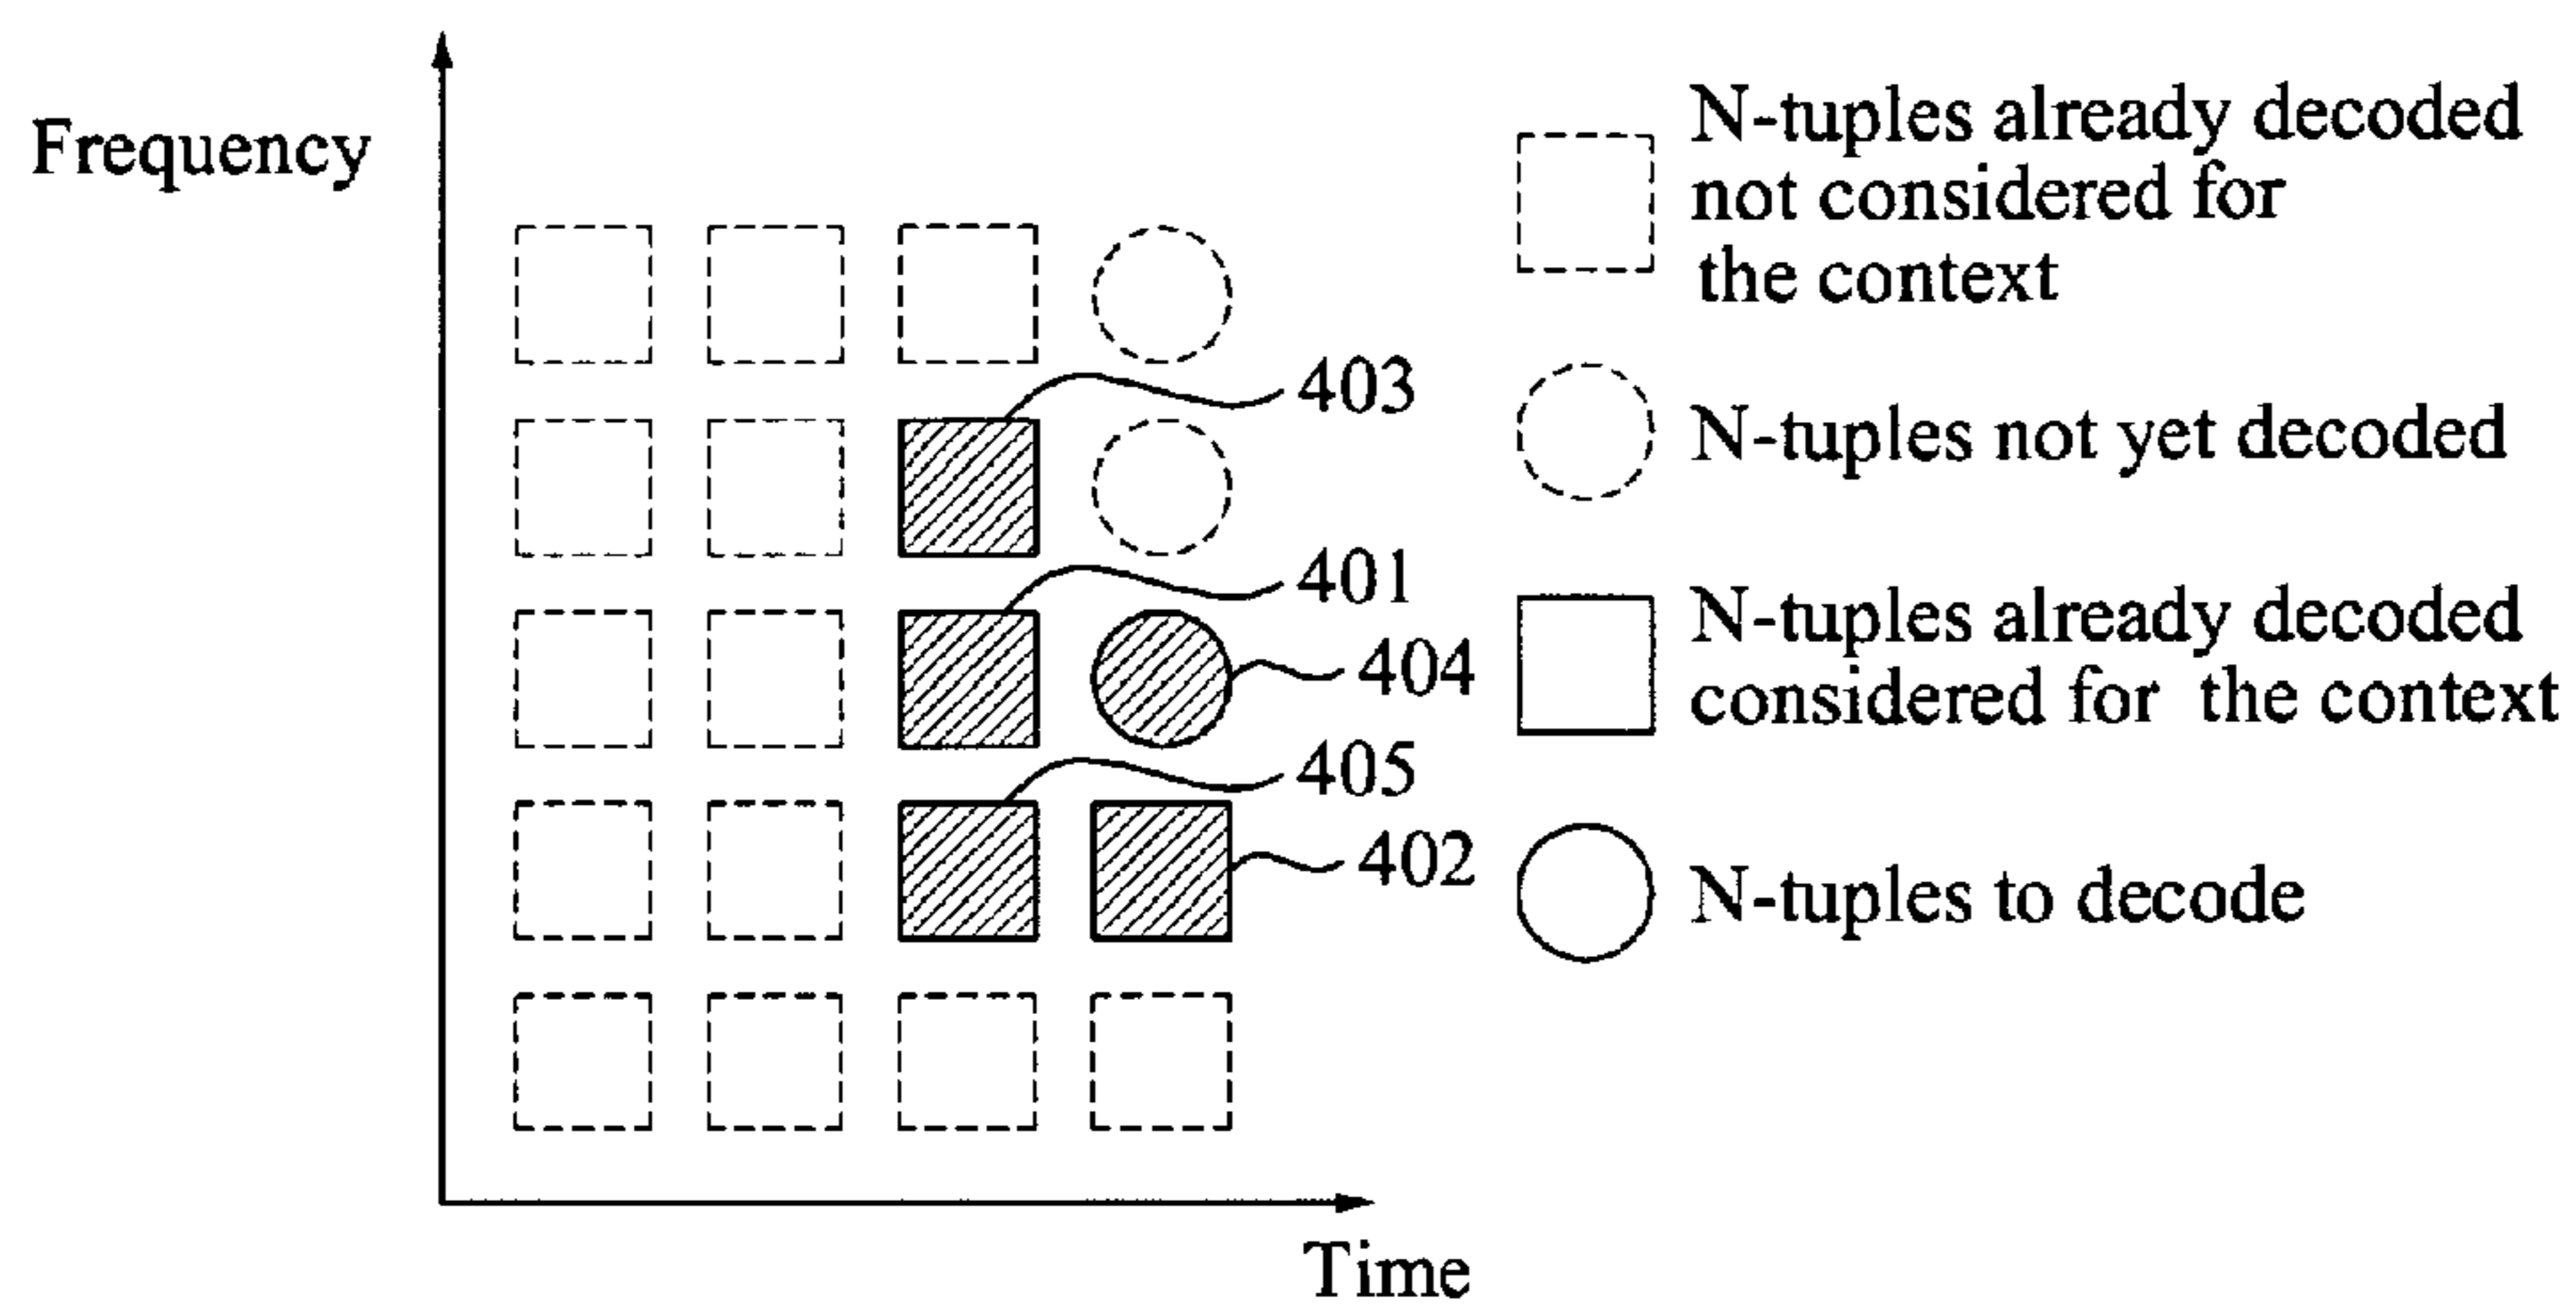 Frequency
403
401
404
405
402
Time
N-tuples already decoded
not considered for
the context
N-tuples not yet decoded
N-tuples already decoded
considered for the context
N-tuples to decode